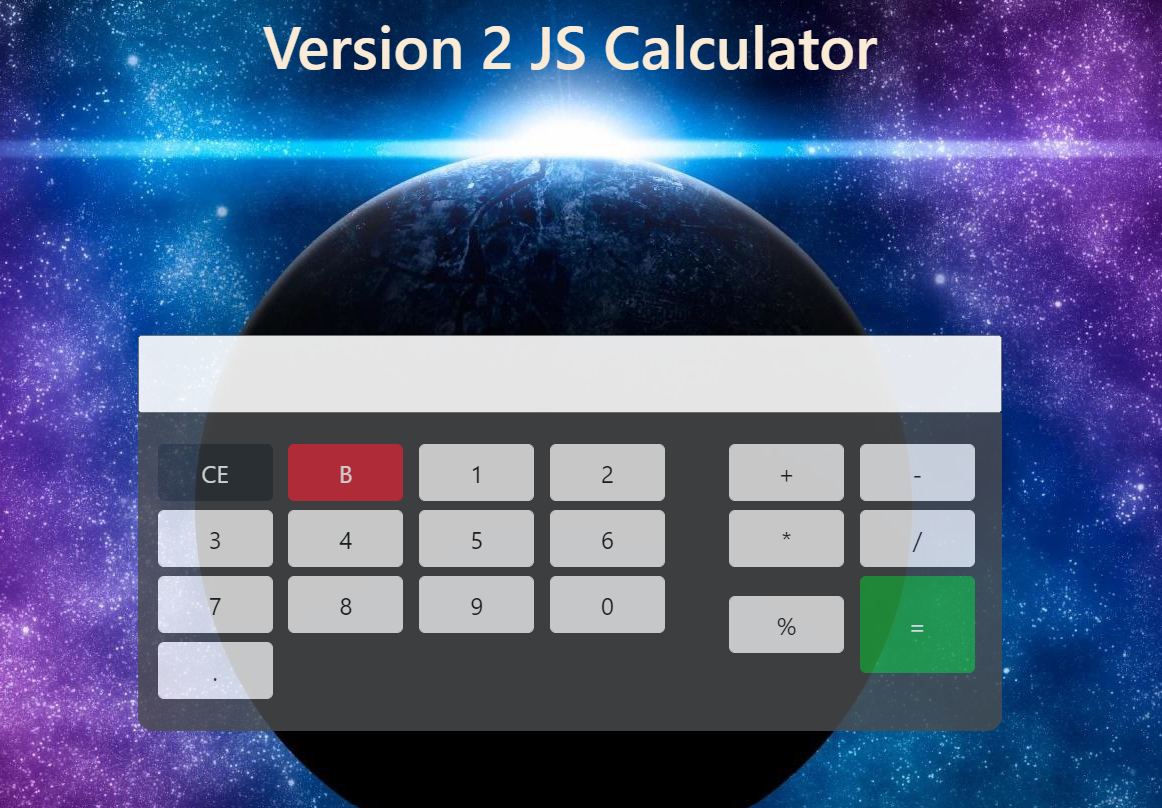 Version 2 JS Calculator
CE B 1 2 + -
3 4 5 6 * /
7 8 9 0 % =
.